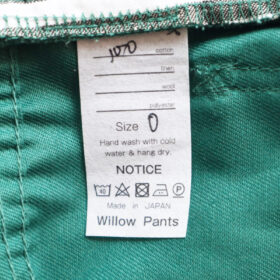 100% cotton
linen
wool
polyester
Size 0
Hand wash with cold
water & hang dry.
NOTICE
40 P
Made in JAPAN
Willow Pants